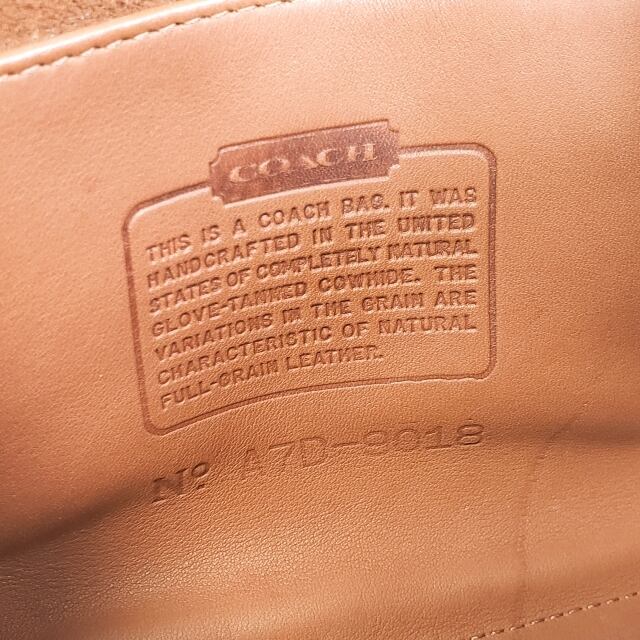 COACH
THIS IS A COACH BAG. IT WAS
HANDCRAFTED IN THE UNITED
STATES OF COMPLETELY NATURAL
GLOVE-TANNED COWHIDE. THE
VARIATIONS IN THE GRAIN ARE
CHARACTERISTIC OF NATURAL
FULL-GRAIN LEATHER.
Nº A7D-9018